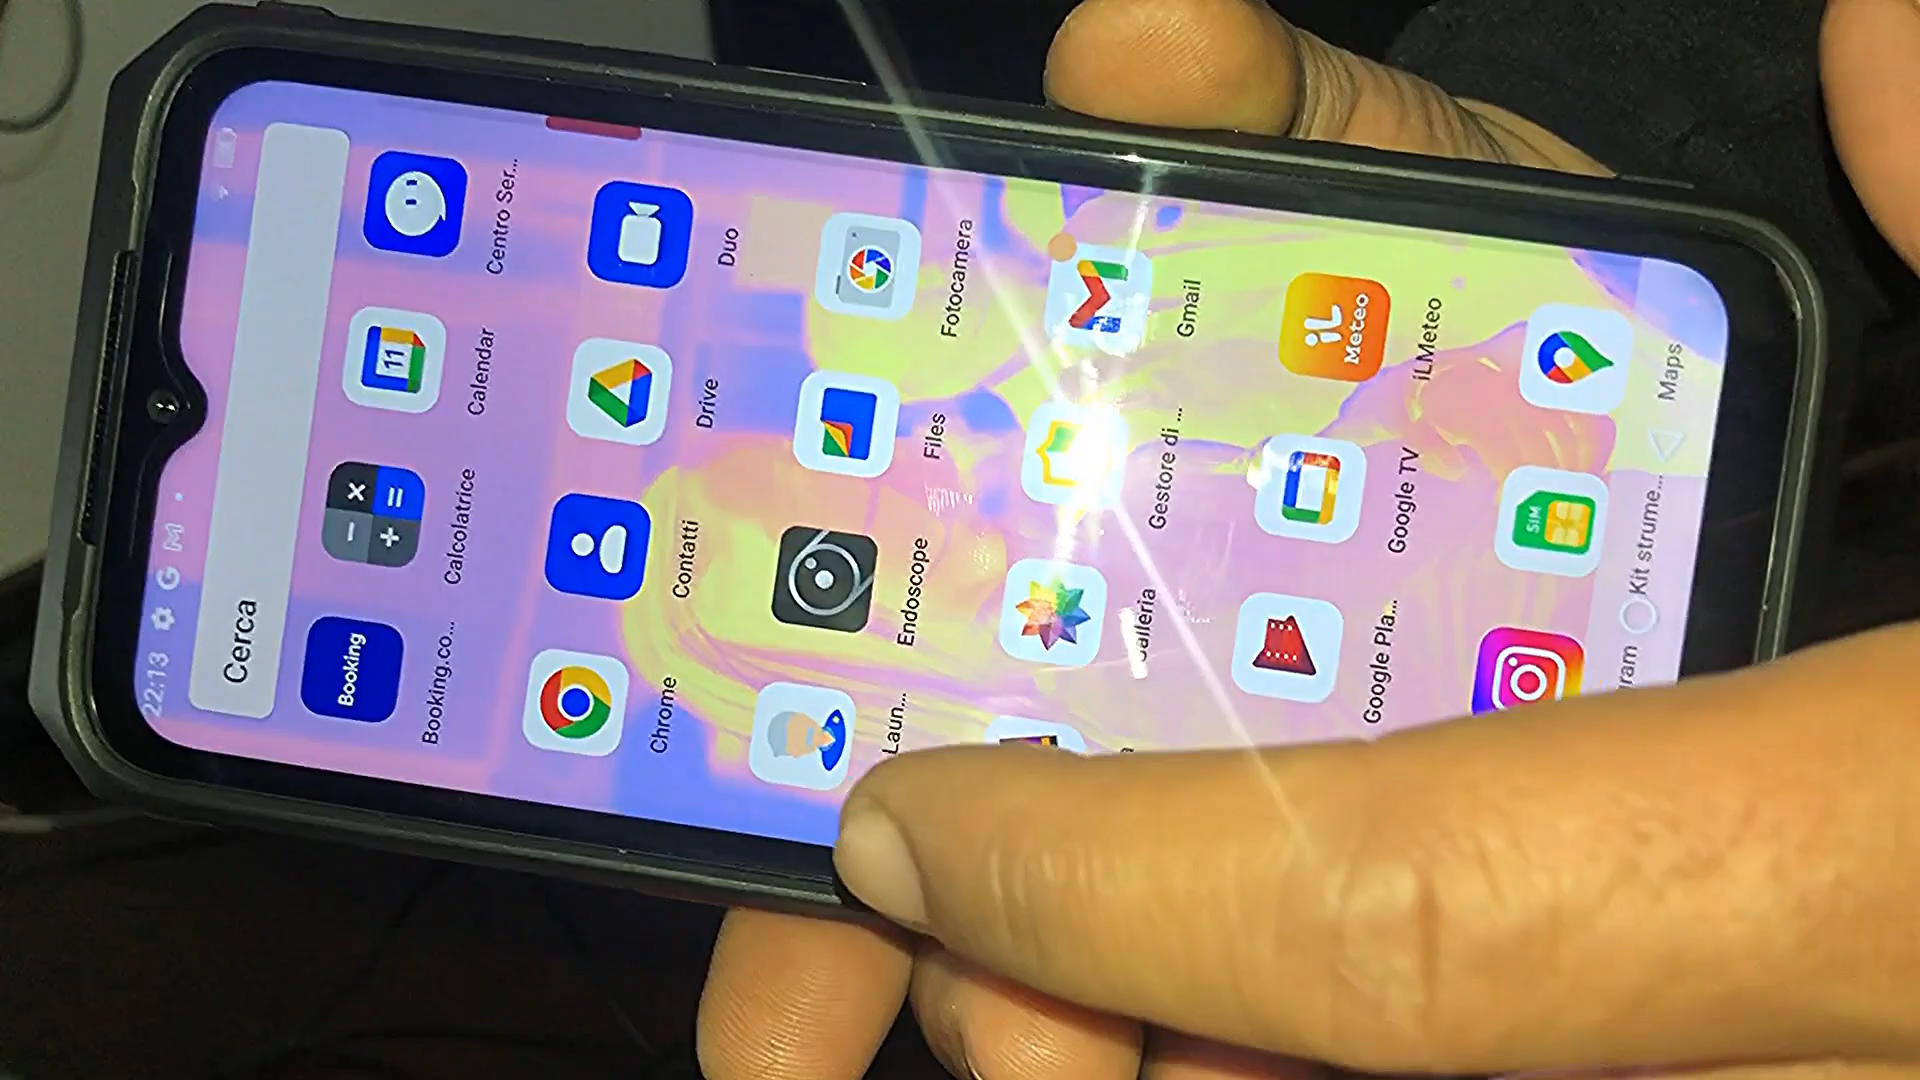 22:13 G M
Cerca
Booking
11
Booking.co... Calcolatrice Calendar Centro Ser...
Chrome Contatti Drive Duo
Laun... Endoscope Files Fotocamera
Gestore di ... Gmail
iL Meteo
Google Pla... Google TV iLMeteo
SIM
Kit strume... Maps